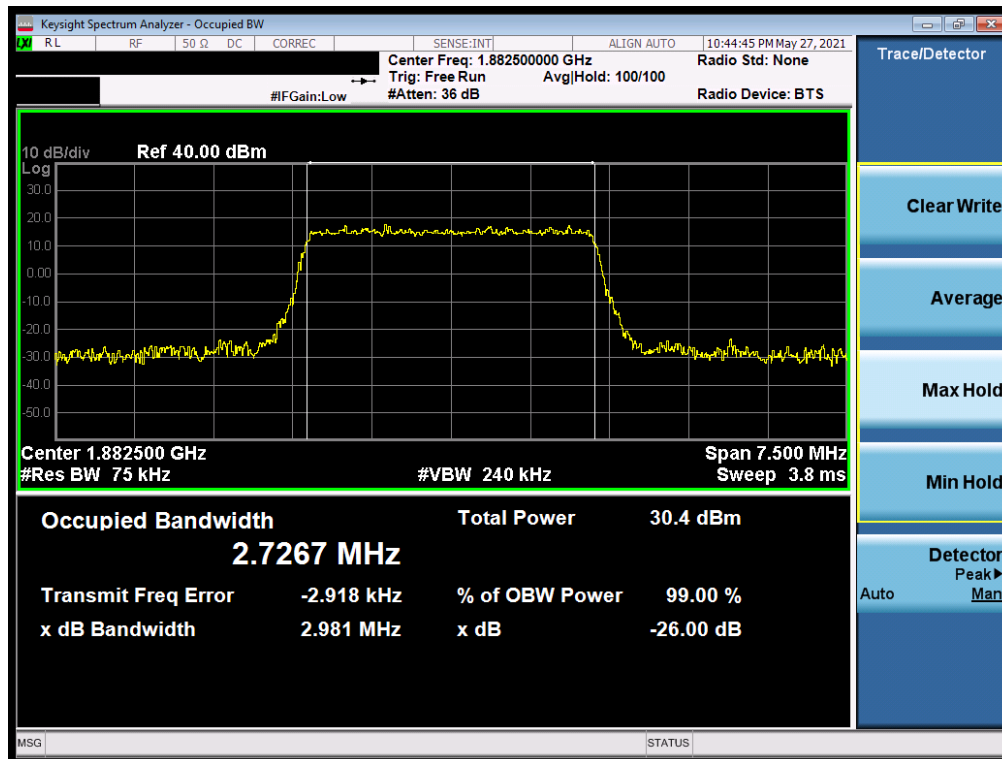 Keysight Spectrum Analyzer - Occupied BW
LXI RL RF 50 Ω DC CORREC SENSE:INT ALIGN AUTO 10:44:45 PM May 27, 2021
Center Freq: 1.882500000 GHz Radio Std: None
Trig: Free Run Avg|Hold: 100/100
#IFGain:Low #Atten: 36 dB Radio Device: BTS
Trace/Detector
10 dB/div Ref 40.00 dBm
Log
30.0
20.0
10.0
0.00
-10.0
-20.0
-30.0
-40.0
-50.0
Center 1.882500 GHz Span 7.500 MHz
#Res BW 75 kHz #VBW 240 kHz Sweep 3.8 ms
Clear Write
Average
Max Hold
Min Hold
Detector
Peak▶
Auto Man
Occupied Bandwidth Total Power 30.4 dBm
2.7267 MHz
Transmit Freq Error -2.918 kHz % of OBW Power 99.00 %
x dB Bandwidth 2.981 MHz x dB -26.00 dB
MSG STATUS